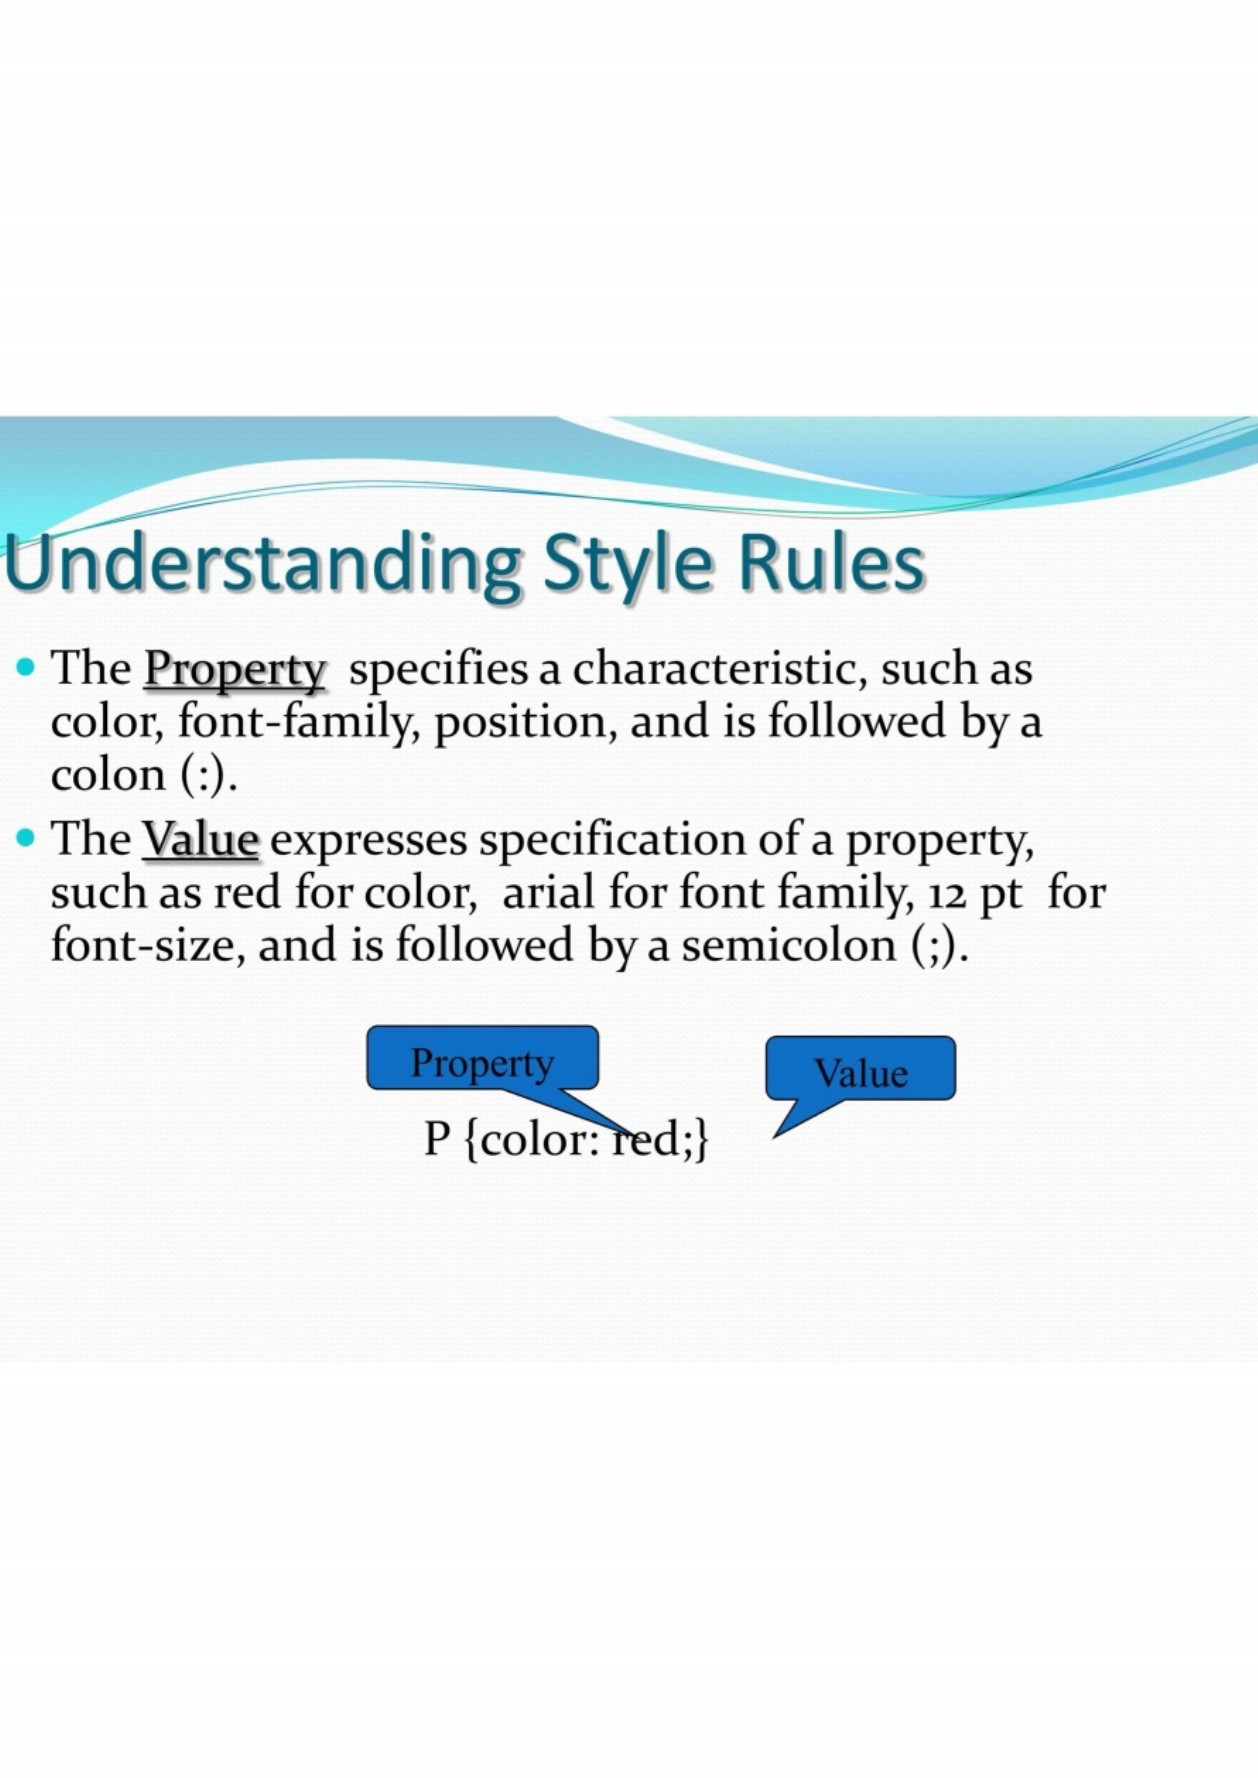 Understanding Style Rules
• The Property specifies a characteristic, such as
color, font-family, position, and is followed by a
colon (:).
• The Value expresses specification of a property,
such as red for color, arial for font family, 12 pt for
font-size, and is followed by a semicolon (;).
Property
Value
P {color: red;}